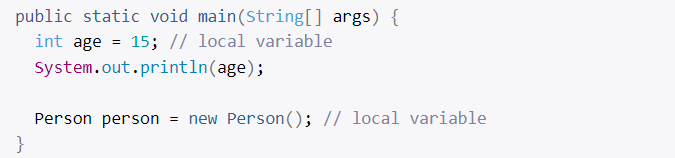 public static void main(String[] args) {
  int age = 15; // local variable
  System.out.println(age);

  Person person = new Person(); // local variable
}